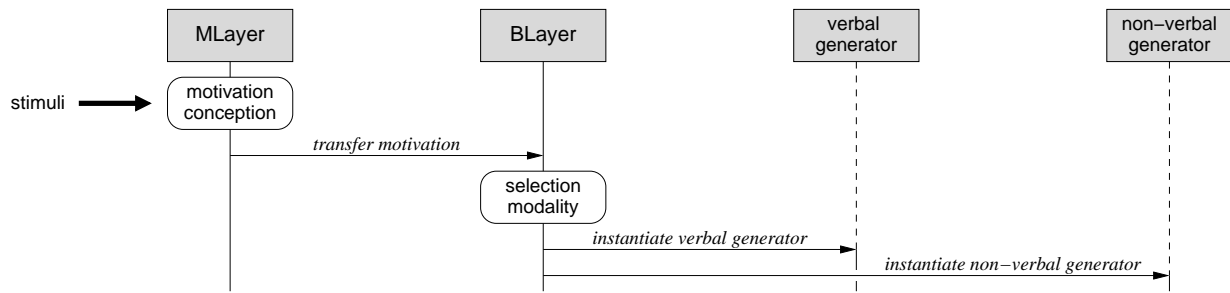 MLayer
BLayer
verbal
generator
non−verbal
generator
stimuli
motivation
conception
transfer motivation
selection
modality
instantiate verbal generator
instantiate non−verbal generator